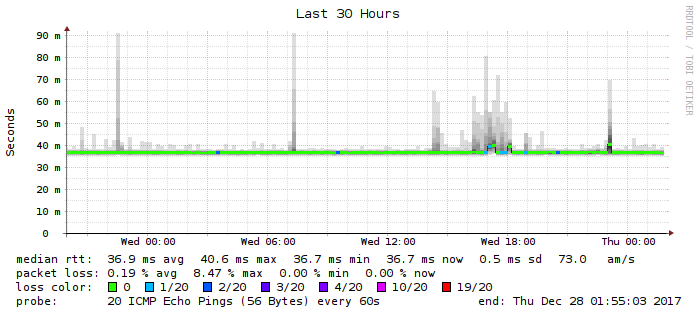 Last 30 Hours
RRDTOOL / TOBI OETIKER
Seconds
90 m
80 m
70 m
60 m
50 m
40 m
30 m
20 m
10 m
0
Wed 00:00 Wed 06:00 Wed 12:00 Wed 18:00 Thu 00:00
median rtt: 36.9 ms avg 40.6 ms max 36.7 ms min 36.7 ms now 0.5 ms sd 73.0 am/s
packet loss: 0.19 % avg 8.47 % max 0.00 % min 0.00 % now
loss color: 0 1/20 2/20 3/20 4/20 10/20 19/20
probe: 20 ICMP Echo Pings (56 Bytes) every 60s end: Thu Dec 28 01:55:03 2017